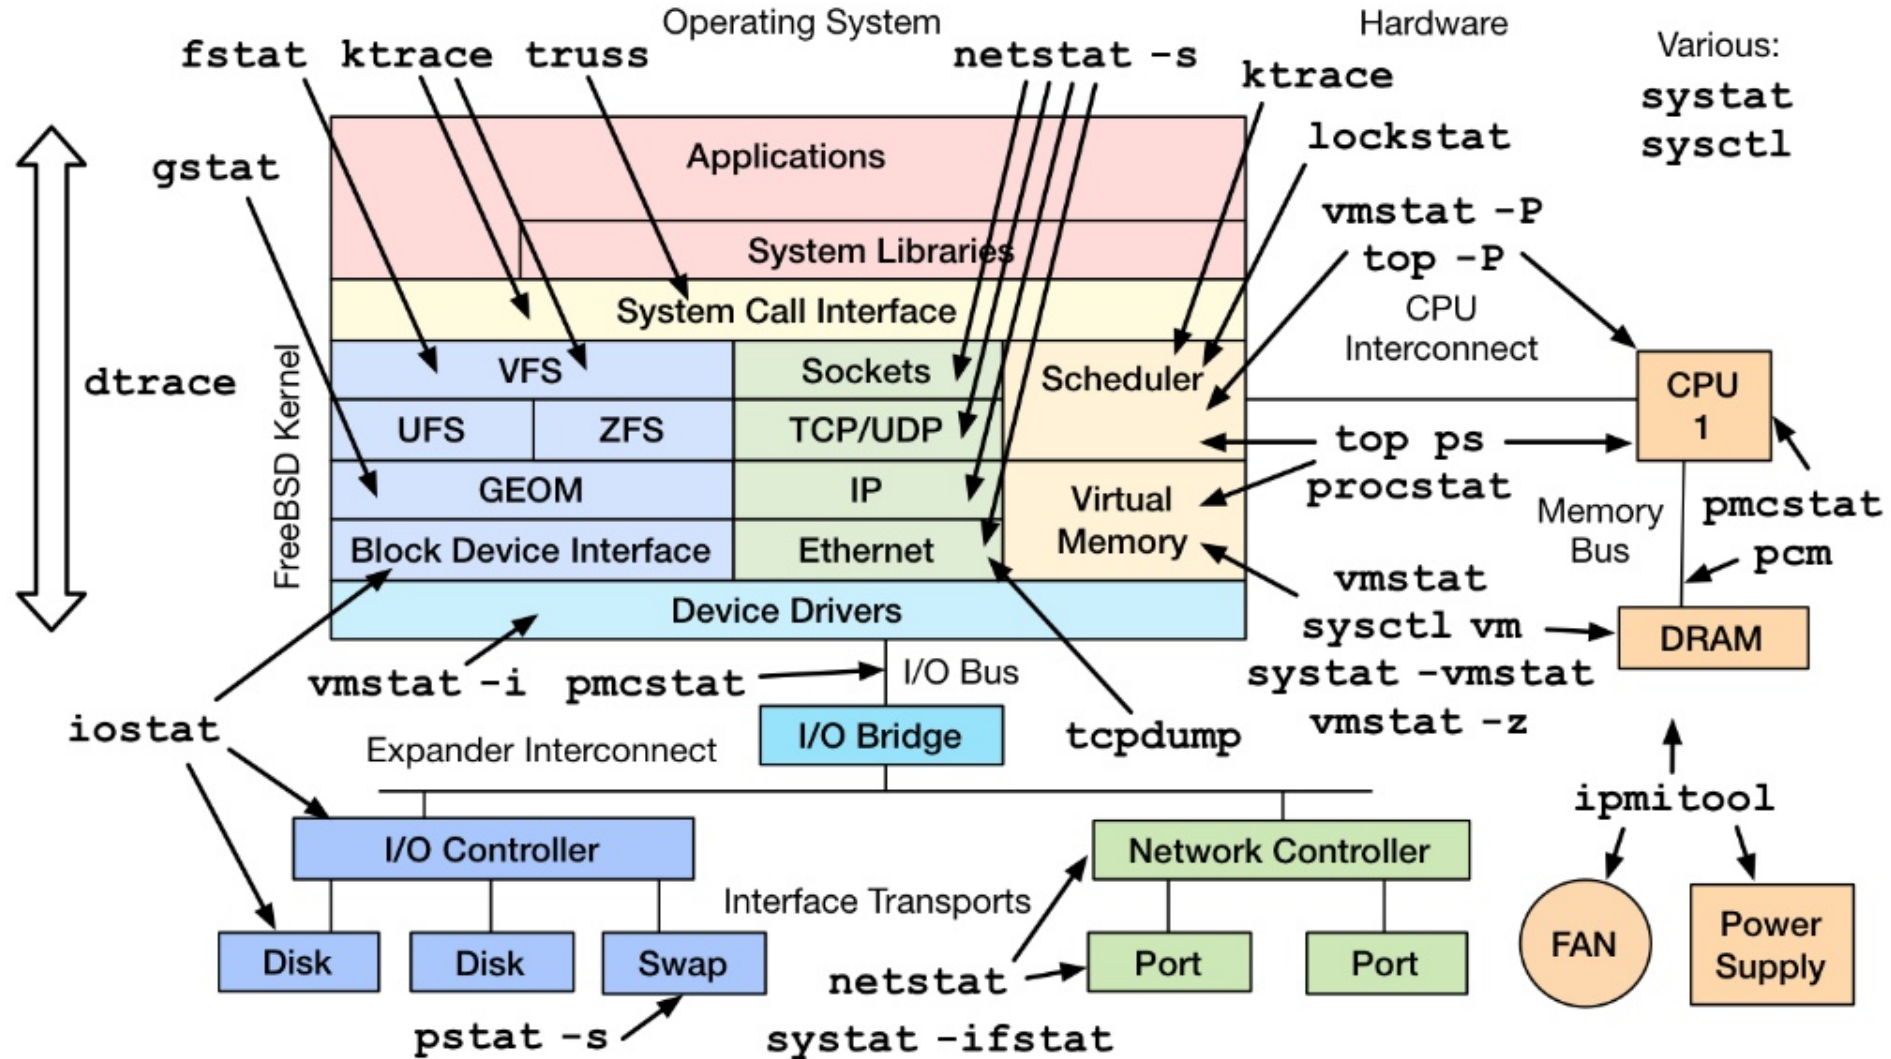 Operating System
Hardware
Various:
fstat ktrace truss
netstat -s
ktrace
systat
sysctl
lockstat
gstat
Applications
vmstat -P
top -P
System Libraries
System Call Interface
CPU
Interconnect
dtrace
FreeBSD Kernel
VFS
Sockets
Scheduler
CPU
1
UFS
ZFS
TCP/UDP
top ps
procstat
GEOM
IP
Virtual
Memory
Memory
Bus
pmcstat
pcm
Block Device Interface
Ethernet
vmstat
sysctl vm
systat -vmstat
vmstat -z
DRAM
Device Drivers
vmstat -i
pmcstat
I/O Bus
iostat
Expander Interconnect
I/O Bridge
tcpdump
ipmitool
I/O Controller
Network Controller
Interface Transports
Disk
Disk
Swap
netstat
systat -ifstat
Port
Port
FAN
Power
Supply
pstat -s